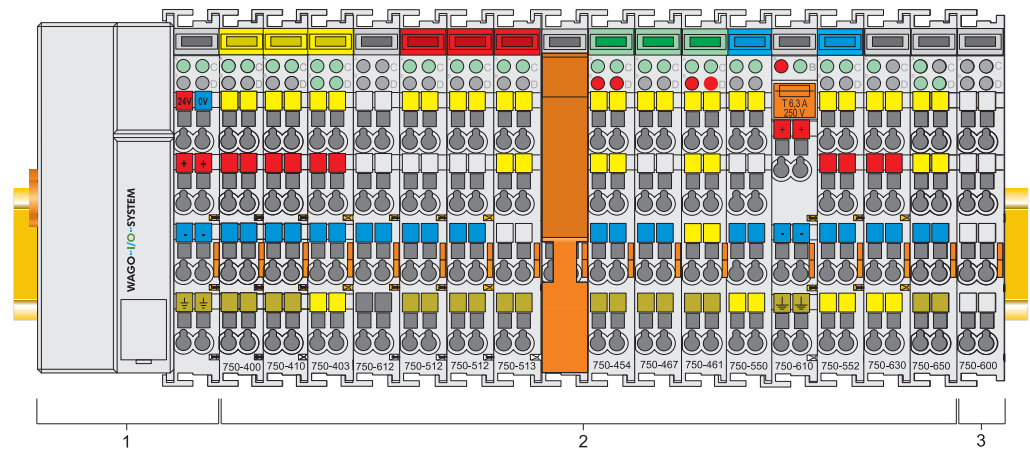 C C C C C C C C C C C C B C C C C
D D D D D D D D D D D D D D D D
24V 0V
T 6,3 A
250 V
+ +
+ +
- - - -
WAGO-I/O-SYSTEM
750-400 750-410 750-403 750-612 750-512 750-512 750-513 750-454 750-467 750-461 750-550 750-610 750-552 750-630 750-650 750-600
1 2 3